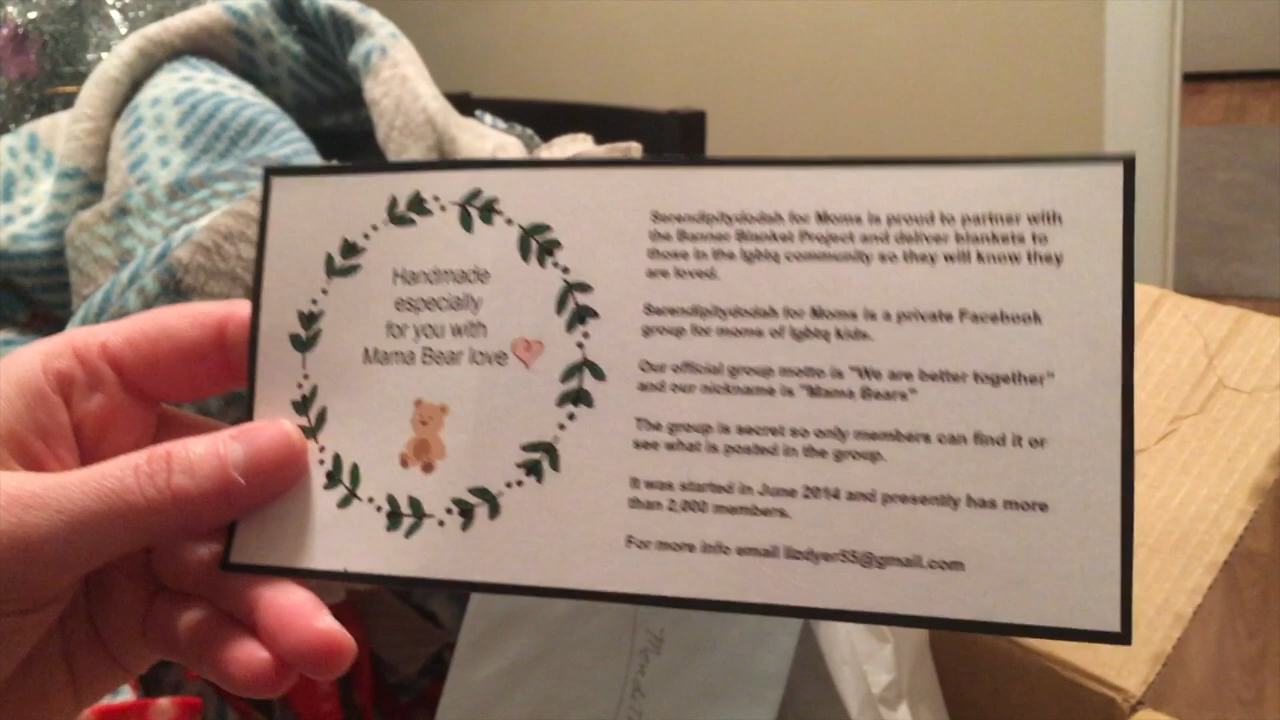 Handmade
especially
for you with
Mama Bear love
Serendipitydodah for Moms is proud to partner with
the Banner Blanket Project and deliver blankets to
those in the lgbtq community so they will know they
are loved.
Serendipitydodah for Moms is a private Facebook
group for moms of lgbtq kids.
Our official group motto is "We are better together"
and our nickname is "Mama Bears"
The group is secret so only members can find it or
see what is posted in the group.
It was started in June 2014 and presently has more
than 2,000 members.
For more info email lizdyer55@gmail.com